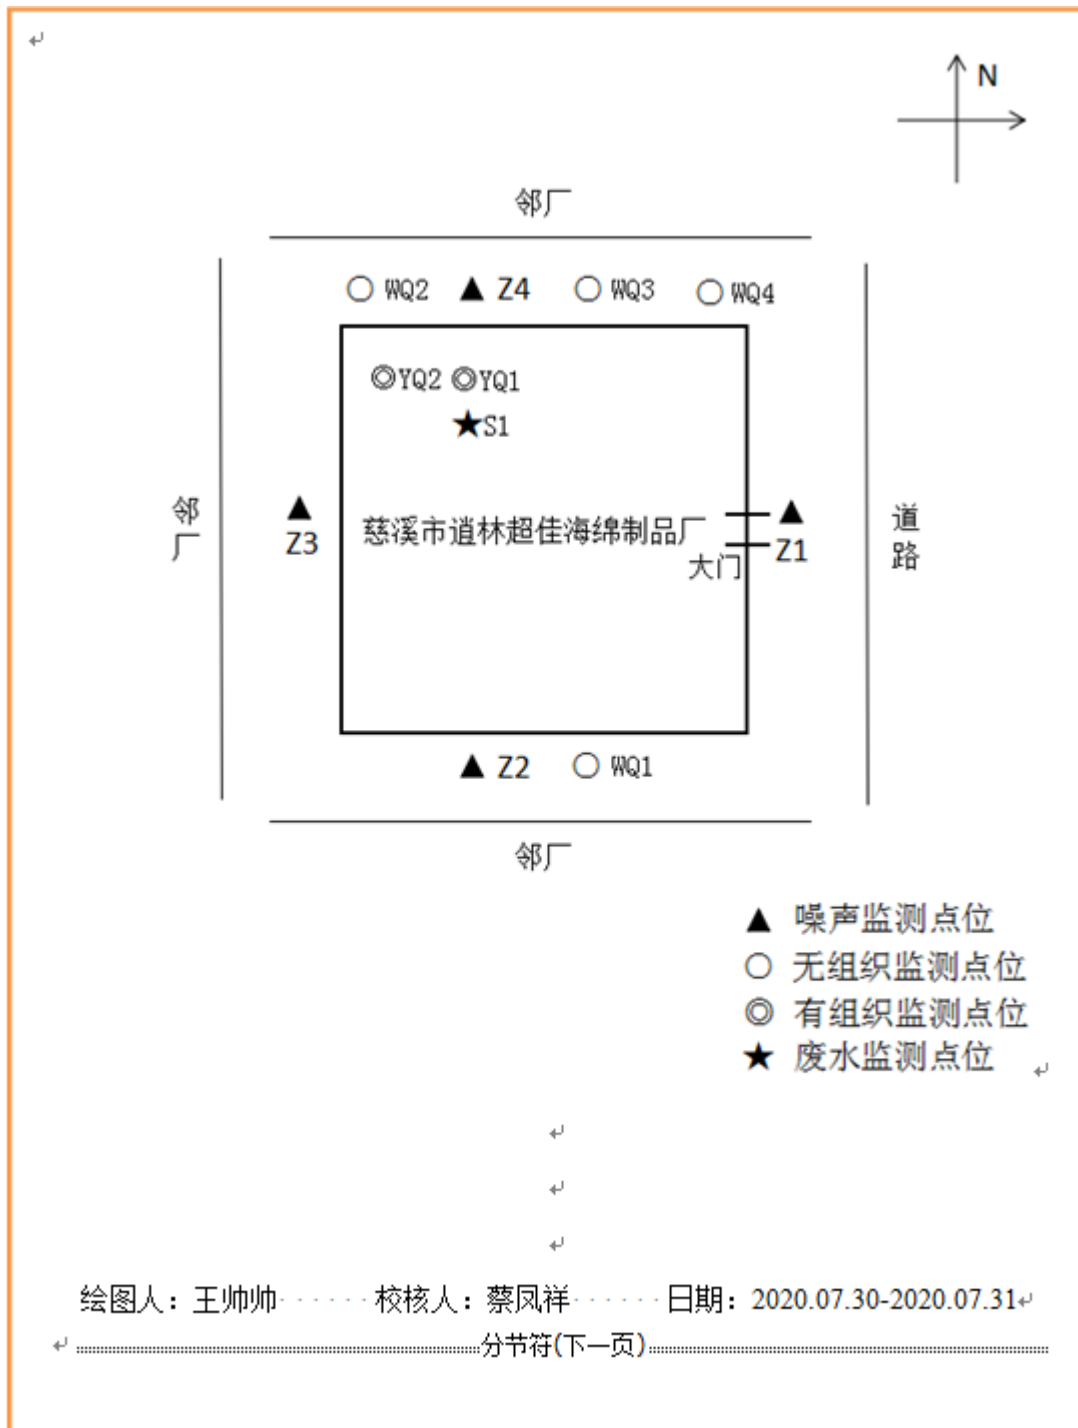 N
邻厂
○ WQ2 ▲ Z4 ○ WQ3 ○ WQ4
◎YQ2 ◎YQ1
★S1
邻厂
▲ Z3
慈溪市逍林超佳海绵制品厂
大门
▲ Z1
道路
▲ Z2 ○ WQ1
邻厂
▲ 噪声监测点位
○ 无组织监测点位
◎ 有组织监测点位
★ 废水监测点位
绘图人：王帅帅······校核人：蔡凤祥······日期：2020.07.30-2020.07.31
分节符(下一页)